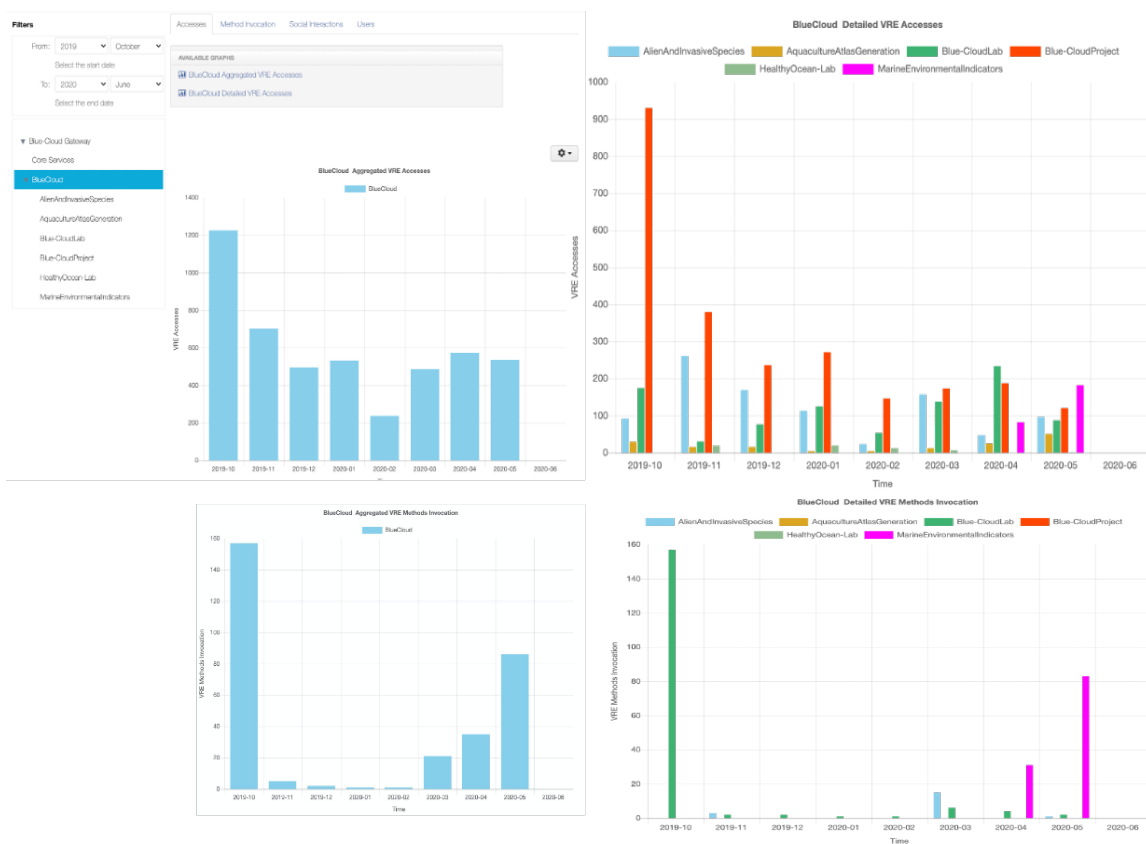 Filters
From: 2019 October
Select the start date
To: 2020 June
Select the end date
Blue-Cloud Gateway
Core Services
BlueCloud
AlienAndInvasiveSpecies
AquacultureAtlasGeneration
Blue-CloudLab
Blue-CloudProject
HealthyOcean-Lab
MarineEnvironmentalIndicators
Accesses Method Invocation Social Interactions Users
AVAILABLE GRAPHS
BlueCloud Aggregated VRE Accesses
BlueCloud Detailed VRE Accesses
BlueCloud Aggregated VRE Accesses
BlueCloud
VRE Accesses
1400
1200
1000
800
600
400
200
0
2019-10 2019-11 2019-12 2020-01 2020-02 2020-03 2020-04 2020-05 2020-06
BlueCloud Detailed VRE Accesses
AlienAndInvasiveSpecies AquacultureAtlasGeneration Blue-CloudLab Blue-CloudProject
HealthyOcean-Lab MarineEnvironmentalIndicators
VRE Accesses
1000
900
800
700
600
500
400
300
200
100
0
2019-10 2019-11 2019-12 2020-01 2020-02 2020-03 2020-04 2020-05 2020-06
Time
BlueCloud Aggregated VRE Methods Invocation
BlueCloud
VRE Methods Invocation
160
140
120
100
80
60
40
20
0
2019-10 2019-11 2019-12 2020-01 2020-02 2020-03 2020-04 2020-05 2020-06
Time
BlueCloud Detailed VRE Methods Invocation
AlienAndInvasiveSpecies AquacultureAtlasGeneration Blue-CloudLab Blue-CloudProject
HealthyOcean-Lab MarineEnvironmentalIndicators
VRE Methods Invocation
160
140
120
100
80
60
40
20
0
2019-10 2019-11 2019-12 2020-01 2020-02 2020-03 2020-04 2020-05 2020-06
Time